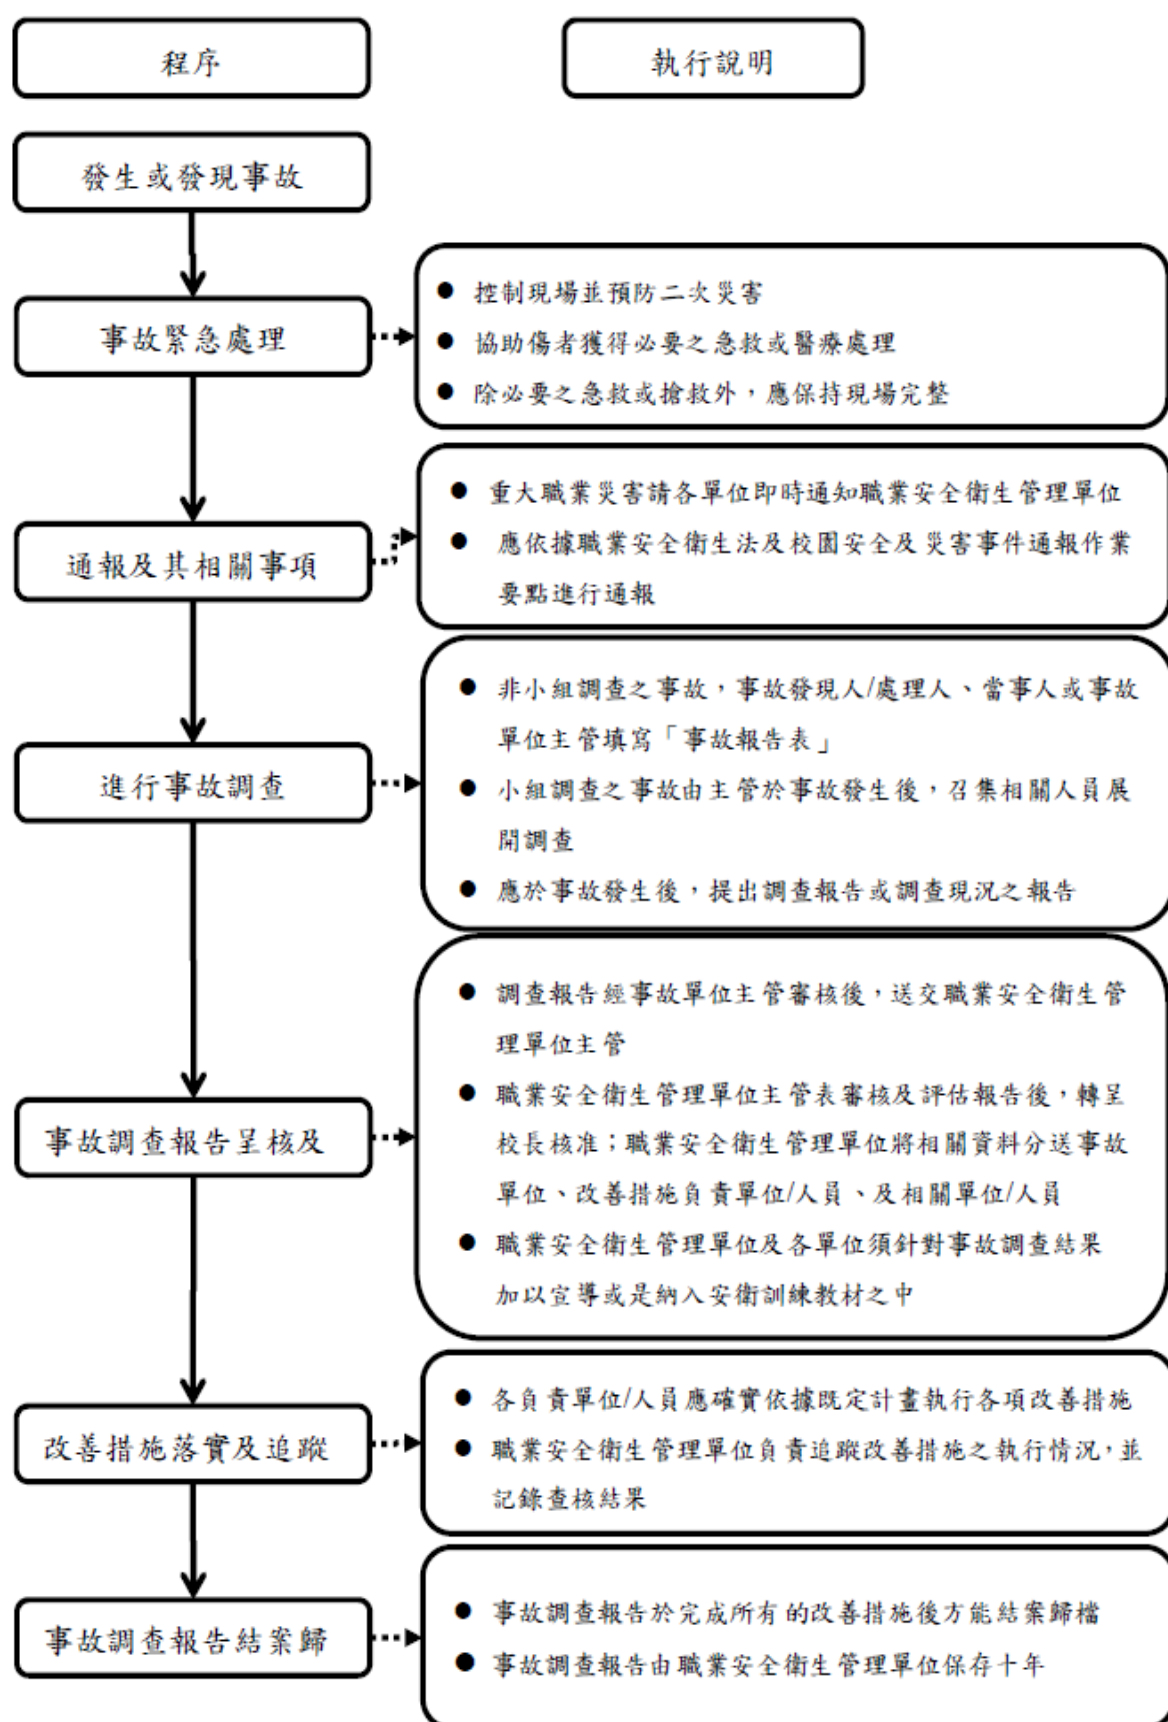 程序
執行說明
發生或發現事故
事故緊急處理
● 控制現場並預防二次災害
● 協助傷者獲得必要之急救或醫療處理
● 除必要之急救或搶救外，應保持現場完整
通報及其相關事項
● 重大職業災害請各單位即時通知職業安全衛生管理單位
● 應依據職業安全衛生法及校園安全及災害事件通報作業
要點進行通報
進行事故調查
● 非小組調查之事故，事故發現人/處理人、當事人或事故
單位主管填寫「事故報告表」
● 小組調查之事故由主管於事故發生後，召集相關人員展
開調查
● 應於事故發生後，提出調查報告或調查現況之報告
事故調查報告呈核及
● 調查報告經事故單位主管審核後，送交職業安全衛生管
理單位主管
● 職業安全衛生管理單位主管表審核及評估報告後，轉呈
校長核准；職業安全衛生管理單位將相關資料分送事故
單位、改善措施負責單位/人員、及相關單位/人員
● 職業安全衛生管理單位及各單位須針對事故調查結果
加以宣導或是納入安衛訓練教材之中
改善措施落實及追蹤
● 各負責單位/人員應確實依據既定計畫執行各項改善措施
● 職業安全衛生管理單位負責追蹤改善措施之執行情況，並
記錄查核結果
事故調查報告結案歸
● 事故調查報告於完成所有的改善措施後方能結案歸檔
● 事故調查報告由職業安全衛生管理單位保存十年